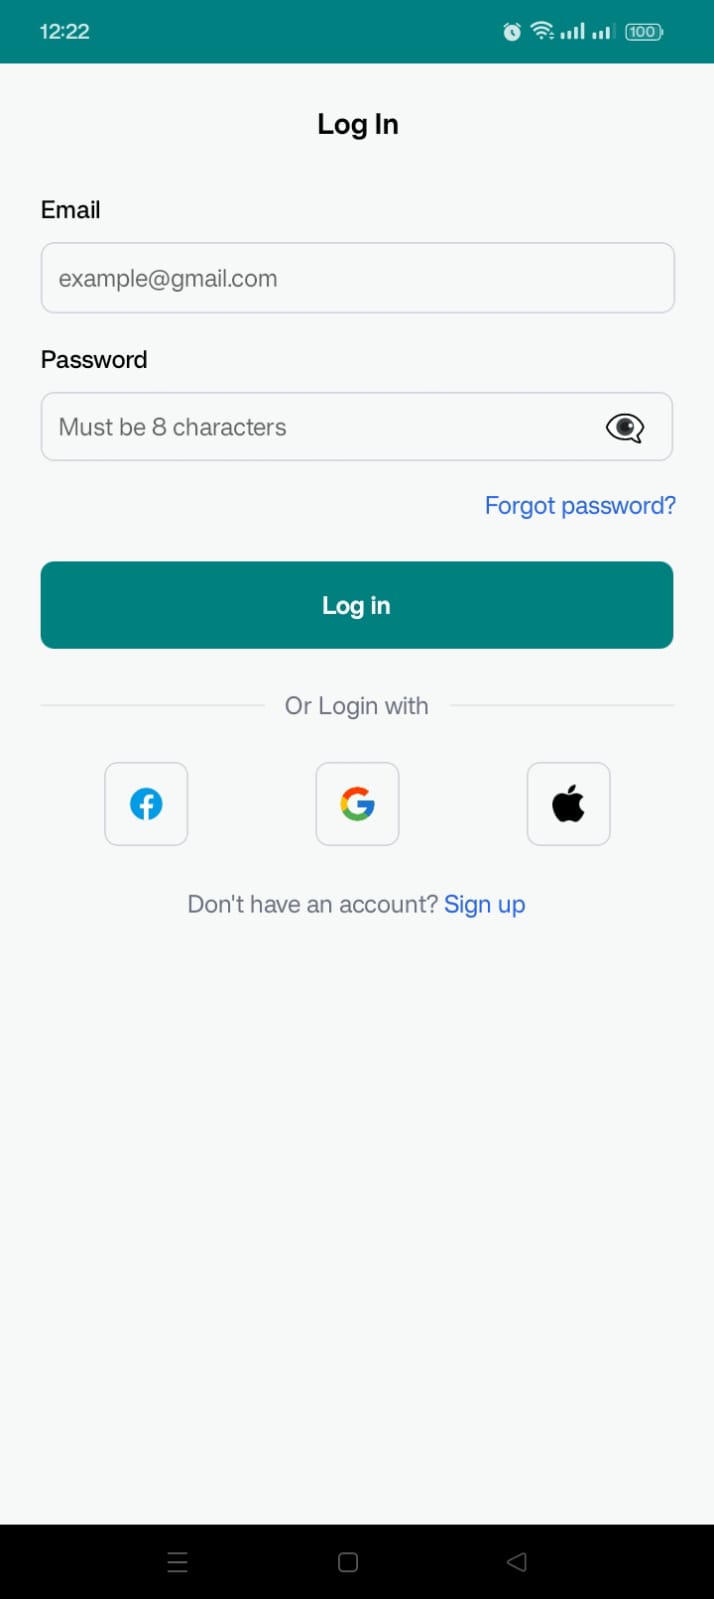 12:22
100
Log In
Email
example@gmail.com
Password
Must be 8 characters
Forgot password?
Log in
Or Login with
Don't have an account? Sign up